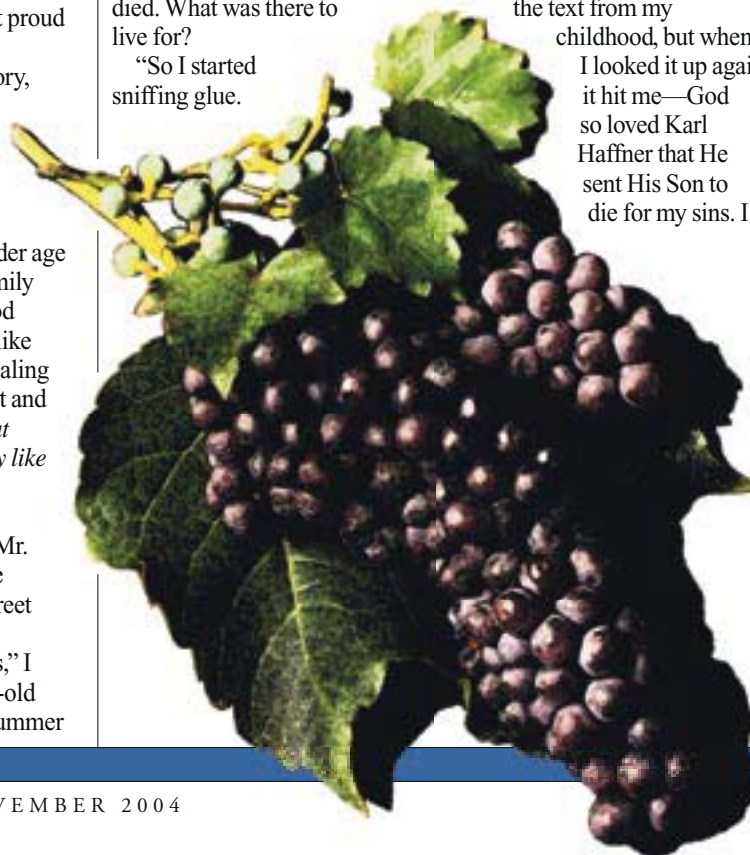 t proud
ory,
der age
mily
d
ike
aling
t and
t
y like
Mr.
e
reet
s,” I
-old
ummer
died. What was there to
live for?
“So I started
sniffing glue.
the text from my
childhood, but when
I looked it up agai
it hit me—God
so loved Karl
Haffner that He
sent His Son to
die for my sins. I
VEMBER 2004